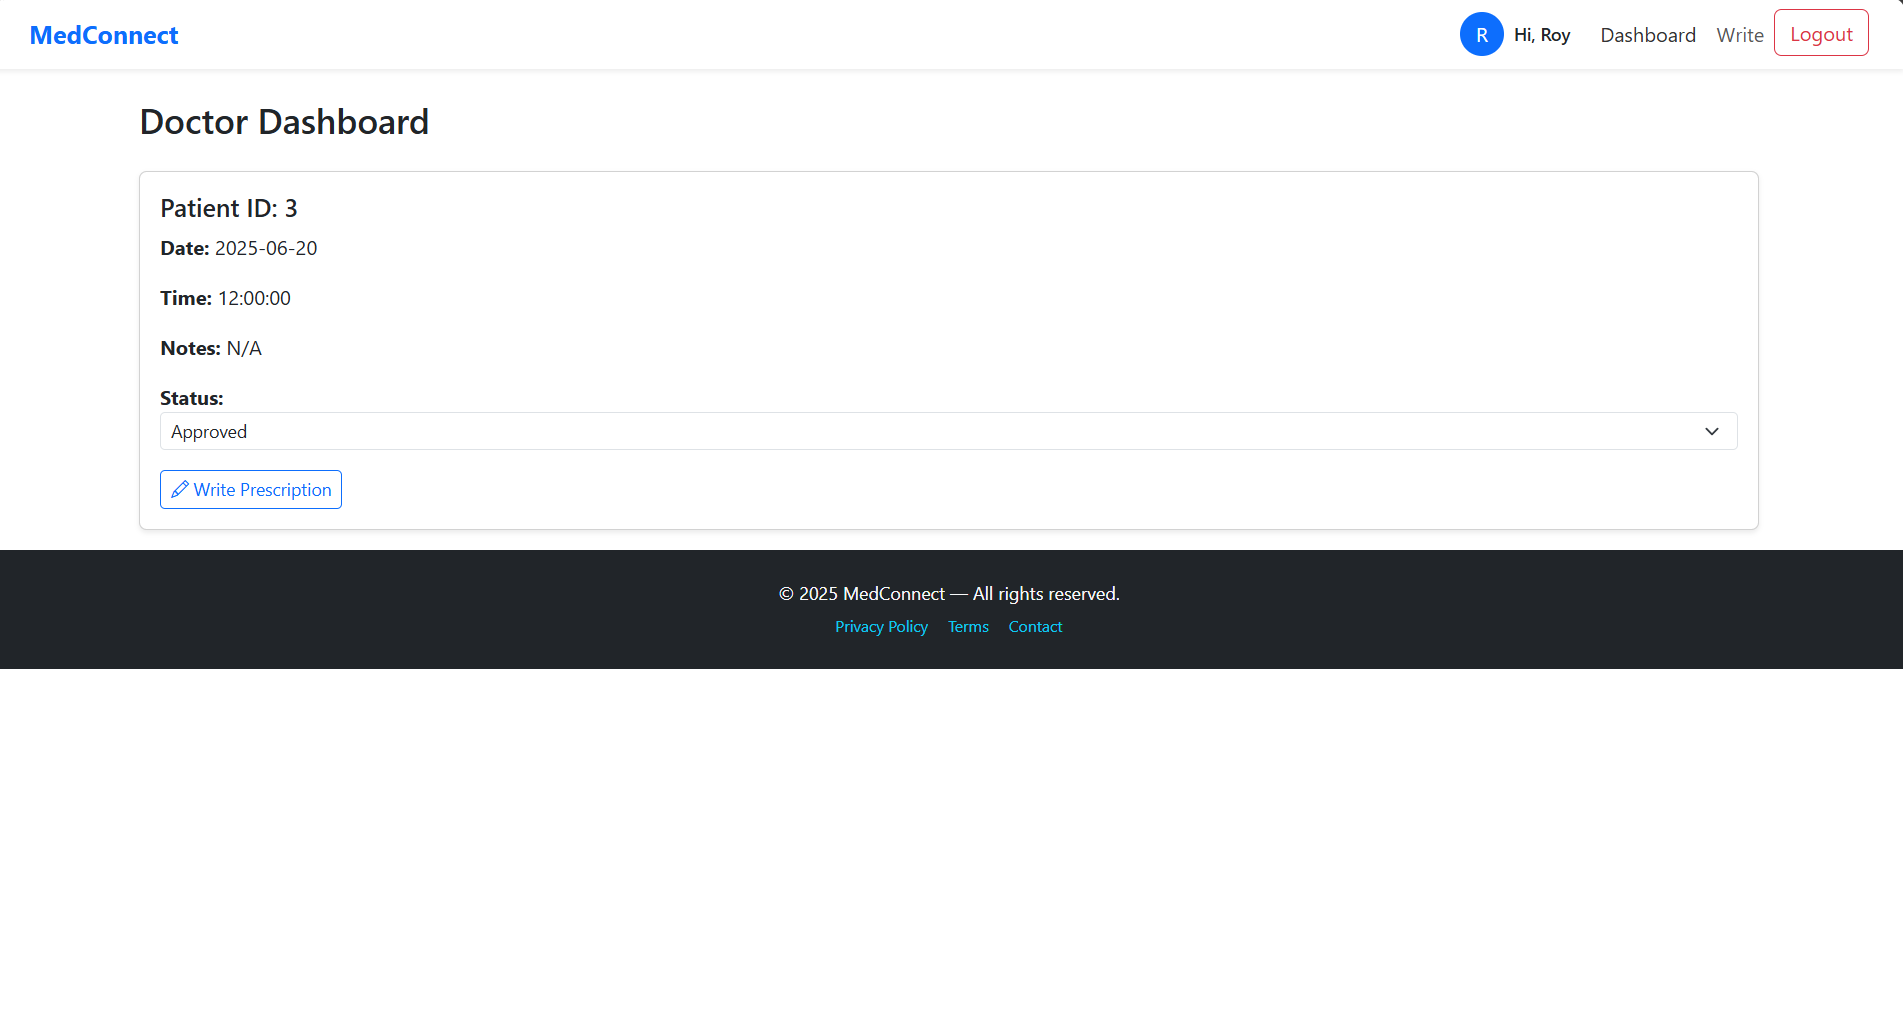 MedConnect
R Hi, Roy Dashboard Write Logout
Doctor Dashboard
Patient ID: 3
Date: 2025-06-20
Time: 12:00:00
Notes: N/A
Status:
Approved
Write Prescription
© 2025 MedConnect — All rights reserved.
Privacy Policy Terms Contact